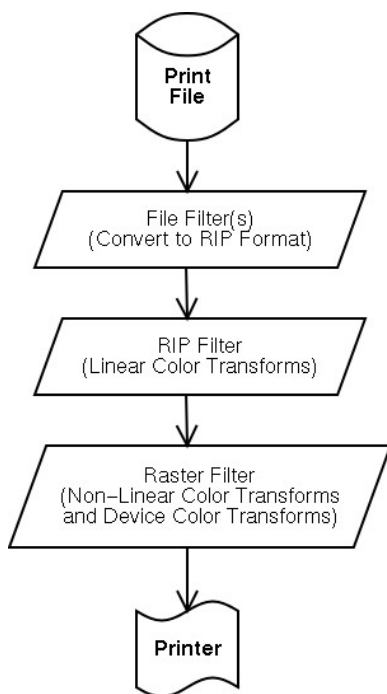 Print
File
File Filter(s)
(Convert to RIP Format)
RIP Filter
(Linear Color Transforms)
Raster Filter
(Non-Linear Color Transforms
and Device Color Transforms)
Printer